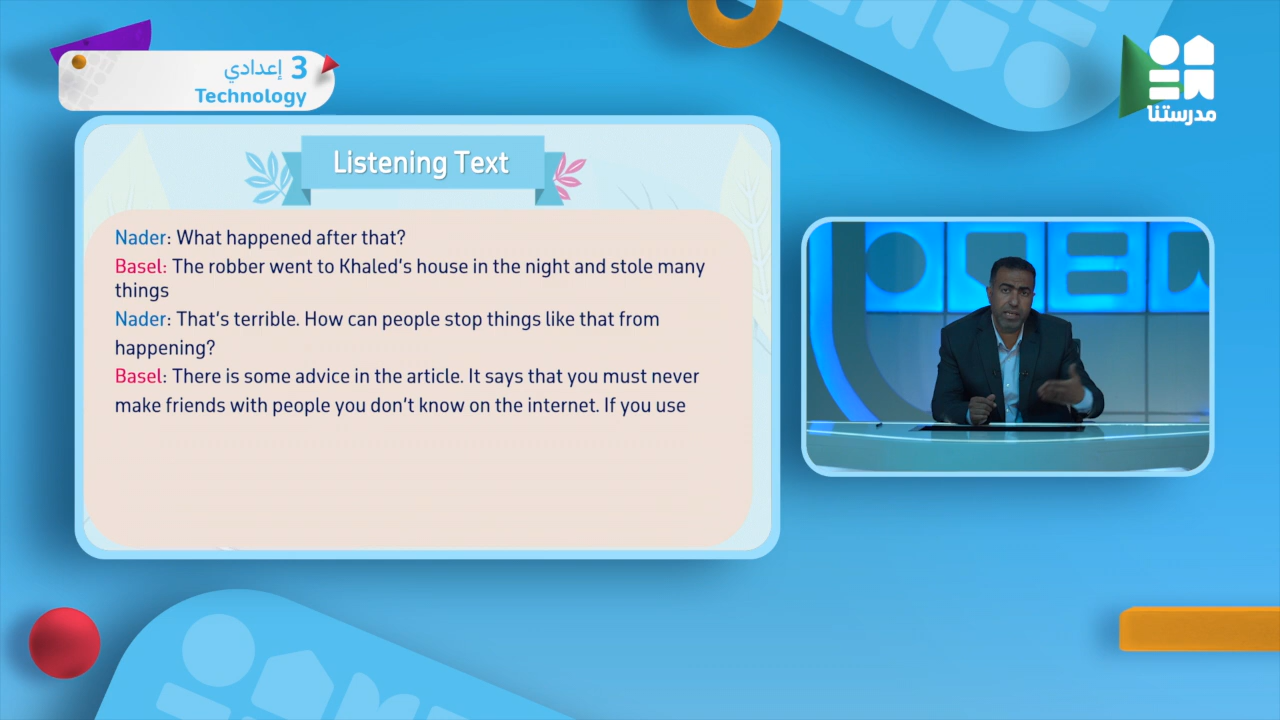 3 إعدادي
Technology
مدرستنا
Listening Text
Nader: What happened after that?
Basel: The robber went to Khaled's house in the night and stole many
things
Nader: That's terrible. How can people stop things like that from
happening?
Basel: There is some advice in the article. It says that you must never
make friends with people you don't know on the internet. If you use